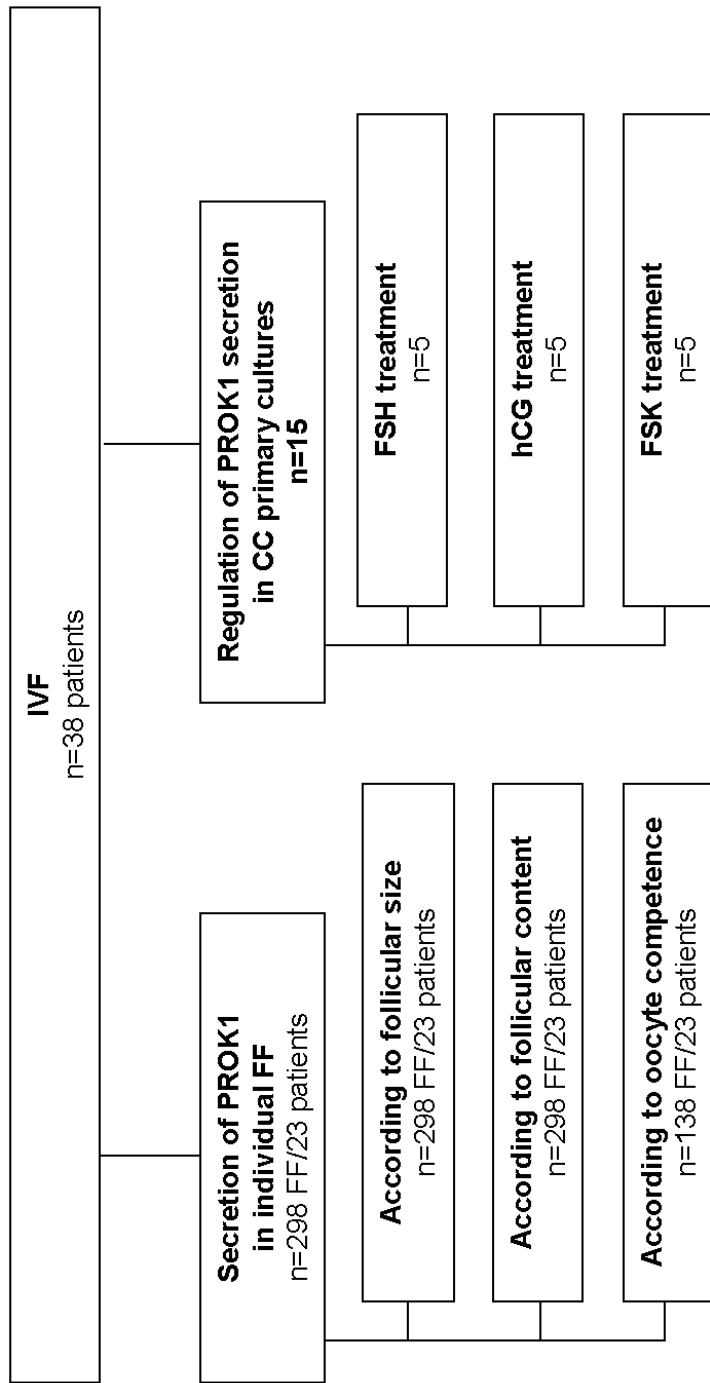 IVF
n=38 patients
Secretion of PROK1
in individual FF
n=298 FF/23 patients
According to follicular size
n=298 FF/23 patients
According to follicular content
n=298 FF/23 patients
According to oocyte competence
n=138 FF/23 patients
Regulation of PROK1 secretion
in CC primary cultures
n=15
FSH treatment
n=5
hCG treatment
n=5
FSK treatment
n=5